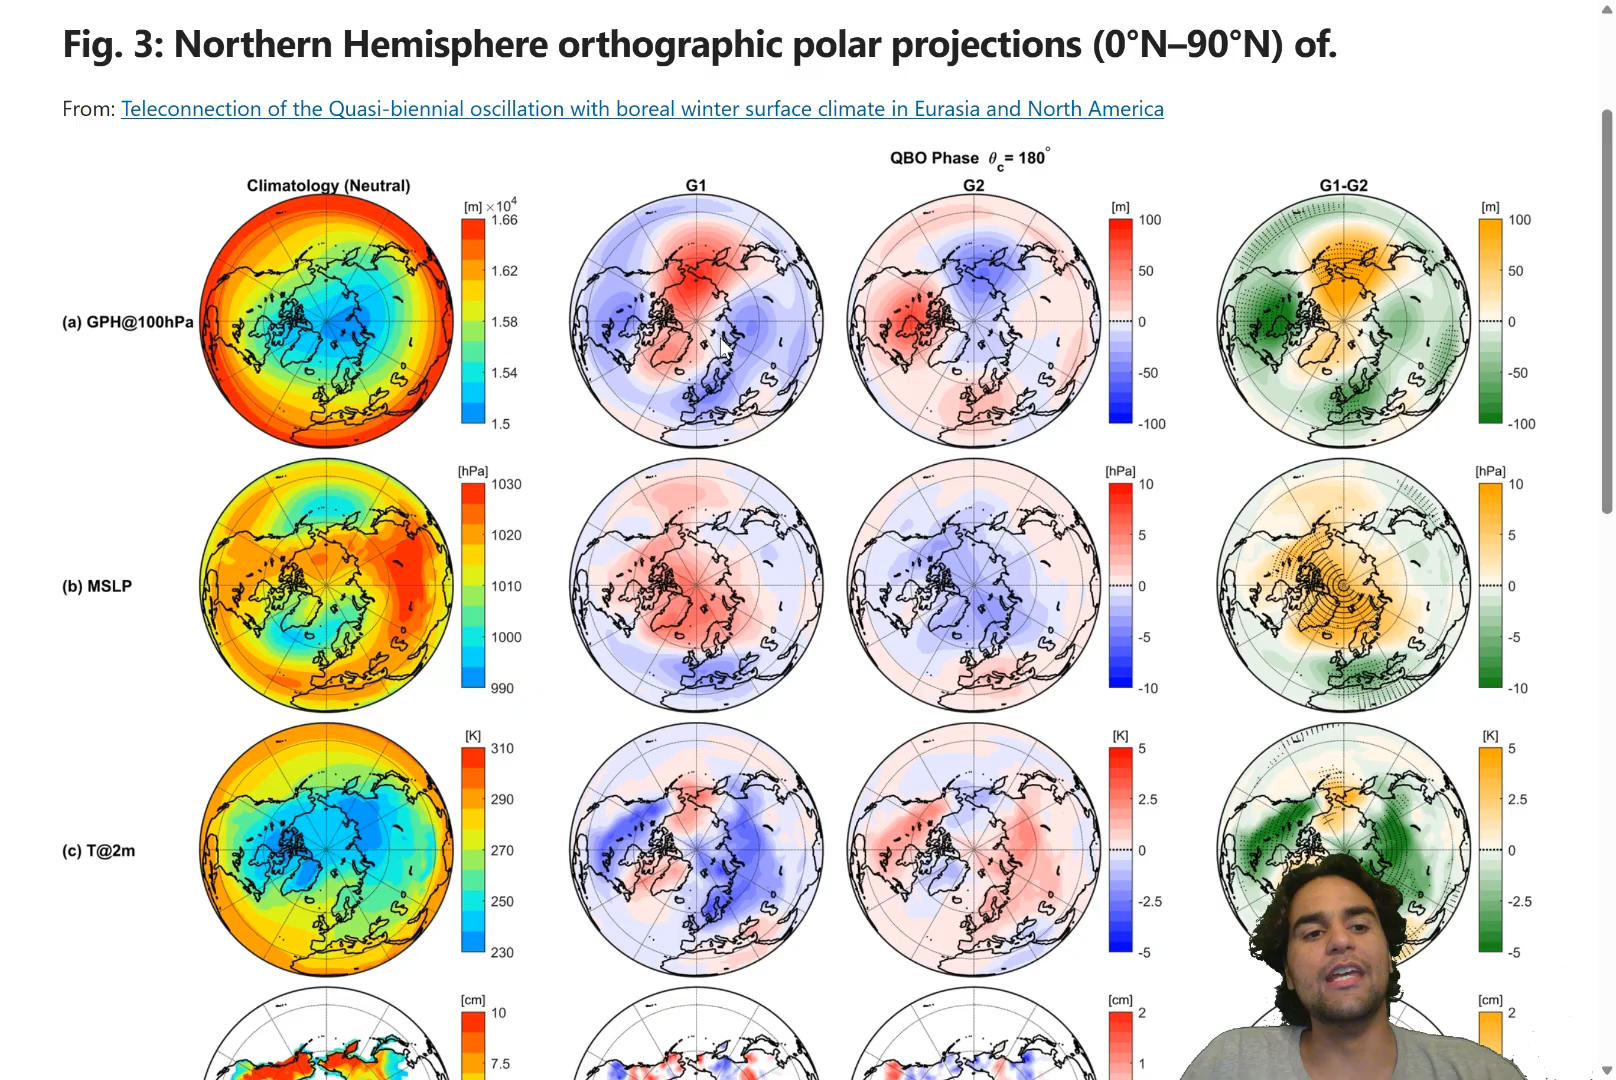 Fig. 3: Northern Hemisphere orthographic polar projections (0°N–90°N) of.
From: Teleconnection of the Quasi-biennial oscillation with boreal winter surface climate in Eurasia and North America
QBO Phase θc= 180°
Climatology (Neutral)
G1
G2
G1-G2
(a) GPH@100hPa
[m] ×10⁴
1.66
1.62
1.58
1.54
1.5
[m]
100
50
0
-50
-100
[m]
100
50
0
-50
-100
(b) MSLP
[hPa]
1030
1020
1010
1000
990
[hPa]
10
5
0
-5
-10
[hPa]
10
5
0
-5
-10
(c) T@2m
[K]
310
290
270
250
230
[K]
5
2.5
0
-2.5
-5
[K]
5
2.5
0
-2.5
-5
[cm]
10
7.5
[cm]
2
1
[cm]
2